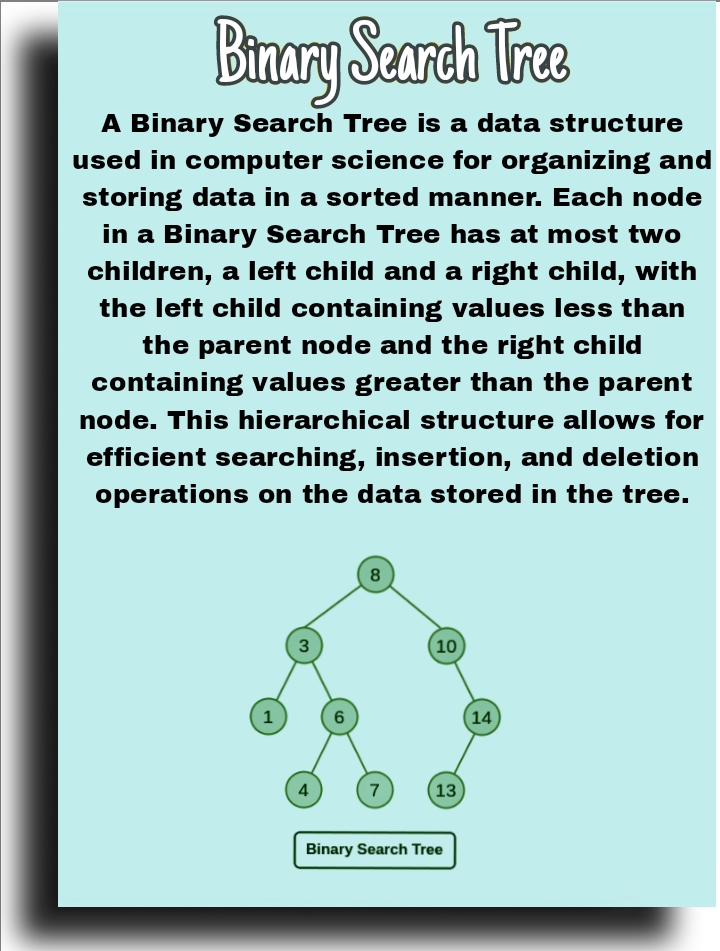 Binary Search Tree
A Binary Search Tree is a data structure
used in computer science for organizing and
storing data in a sorted manner. Each node
in a Binary Search Tree has at most two
children, a left child and a right child, with
the left child containing values less than
the parent node and the right child
containing values greater than the parent
node. This hierarchical structure allows for
efficient searching, insertion, and deletion
operations on the data stored in the tree.
8
3 10
1 6 14
4 7 13
Binary Search Tree